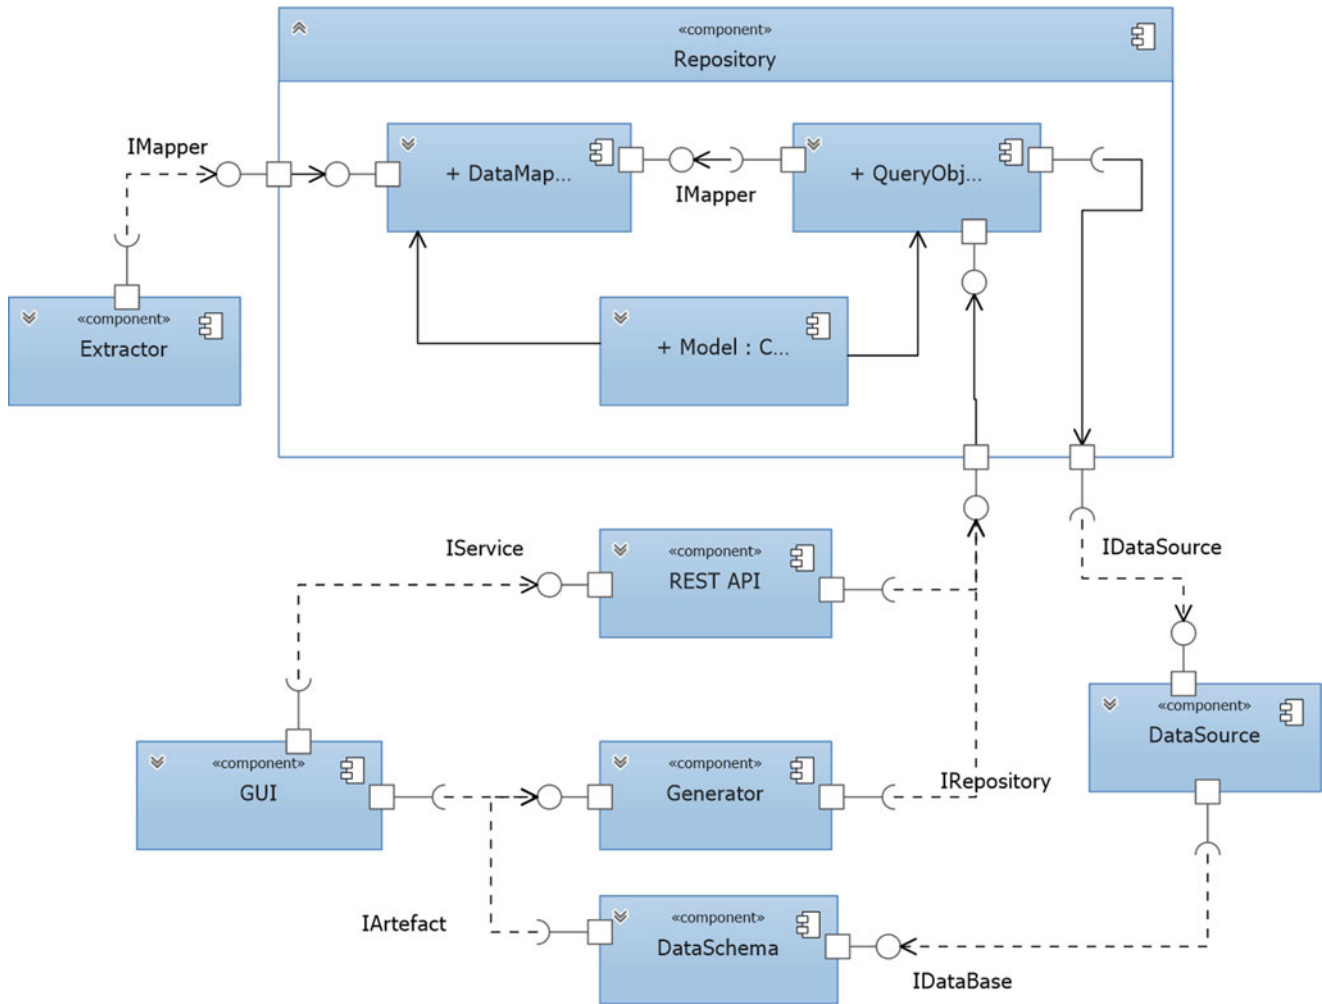 «component»
Repository
IMapper
+ DataMap...
IMapper
+ QueryObj...
«component»
Extractor
+ Model : C...
IService
«component»
REST API
IDataSource
«component»
GUI
«component»
Generator
IRepository
«component»
DataSource
IArtefact
«component»
DataSchema
IDataBase